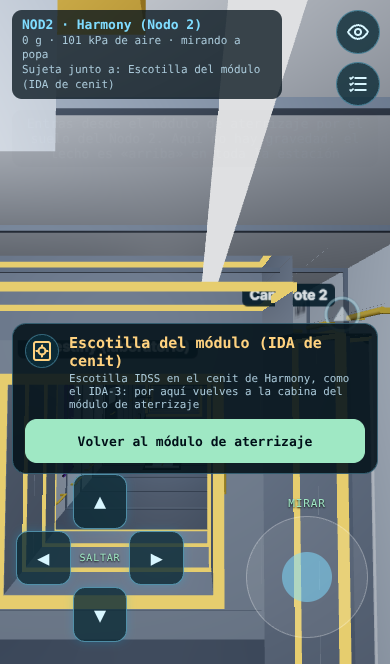 NOD2 · Harmony (Nodo 2)
0 g · 101 kPa de aire · mirando a
popa
Sujeta junto a: Escotilla del módulo
(IDA de cenit)
ote 2
Escotilla del módulo (IDA de
cenit)
Escotilla IDSS en el cenit de Harmony, como
el IDA-3: por aquí vuelves a la cabina del
módulo de aterrizaje
Volver al módulo de aterrizaje
MIRAR
SALTAR